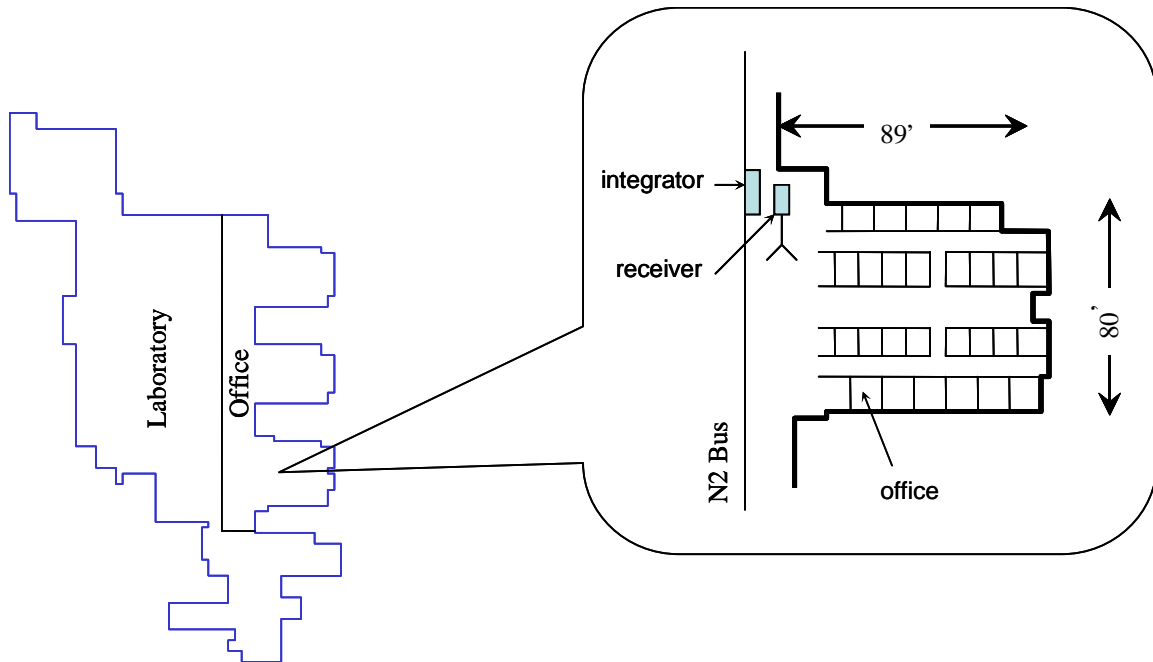 Laboratory
Office
89’
integrator
receiver
80’
N2 Bus
office